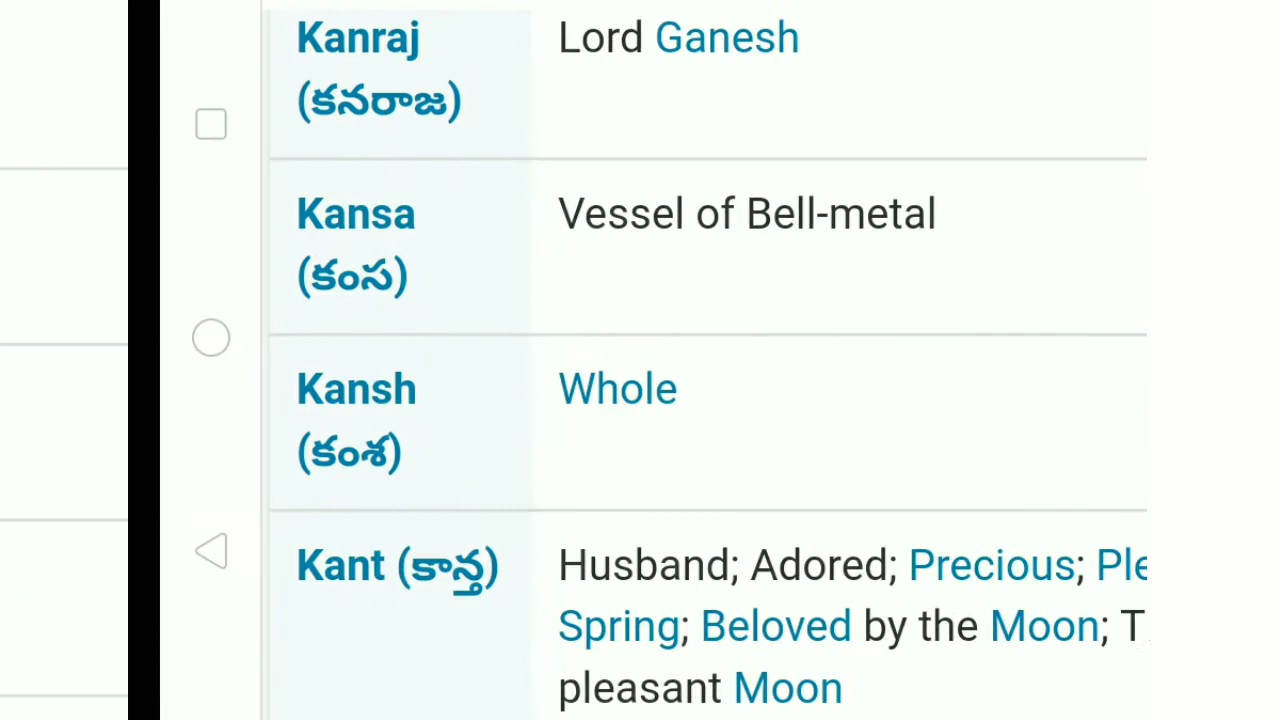 Kanraj Lord Ganesh
(కనరాజ)
Kansa Vessel of Bell-metal
(కంస)
Kansh Whole
(కంశ)
Kant (కాన్త) Husband; Adored; Precious;
Spring; Beloved by the Moon;
pleasant Moon